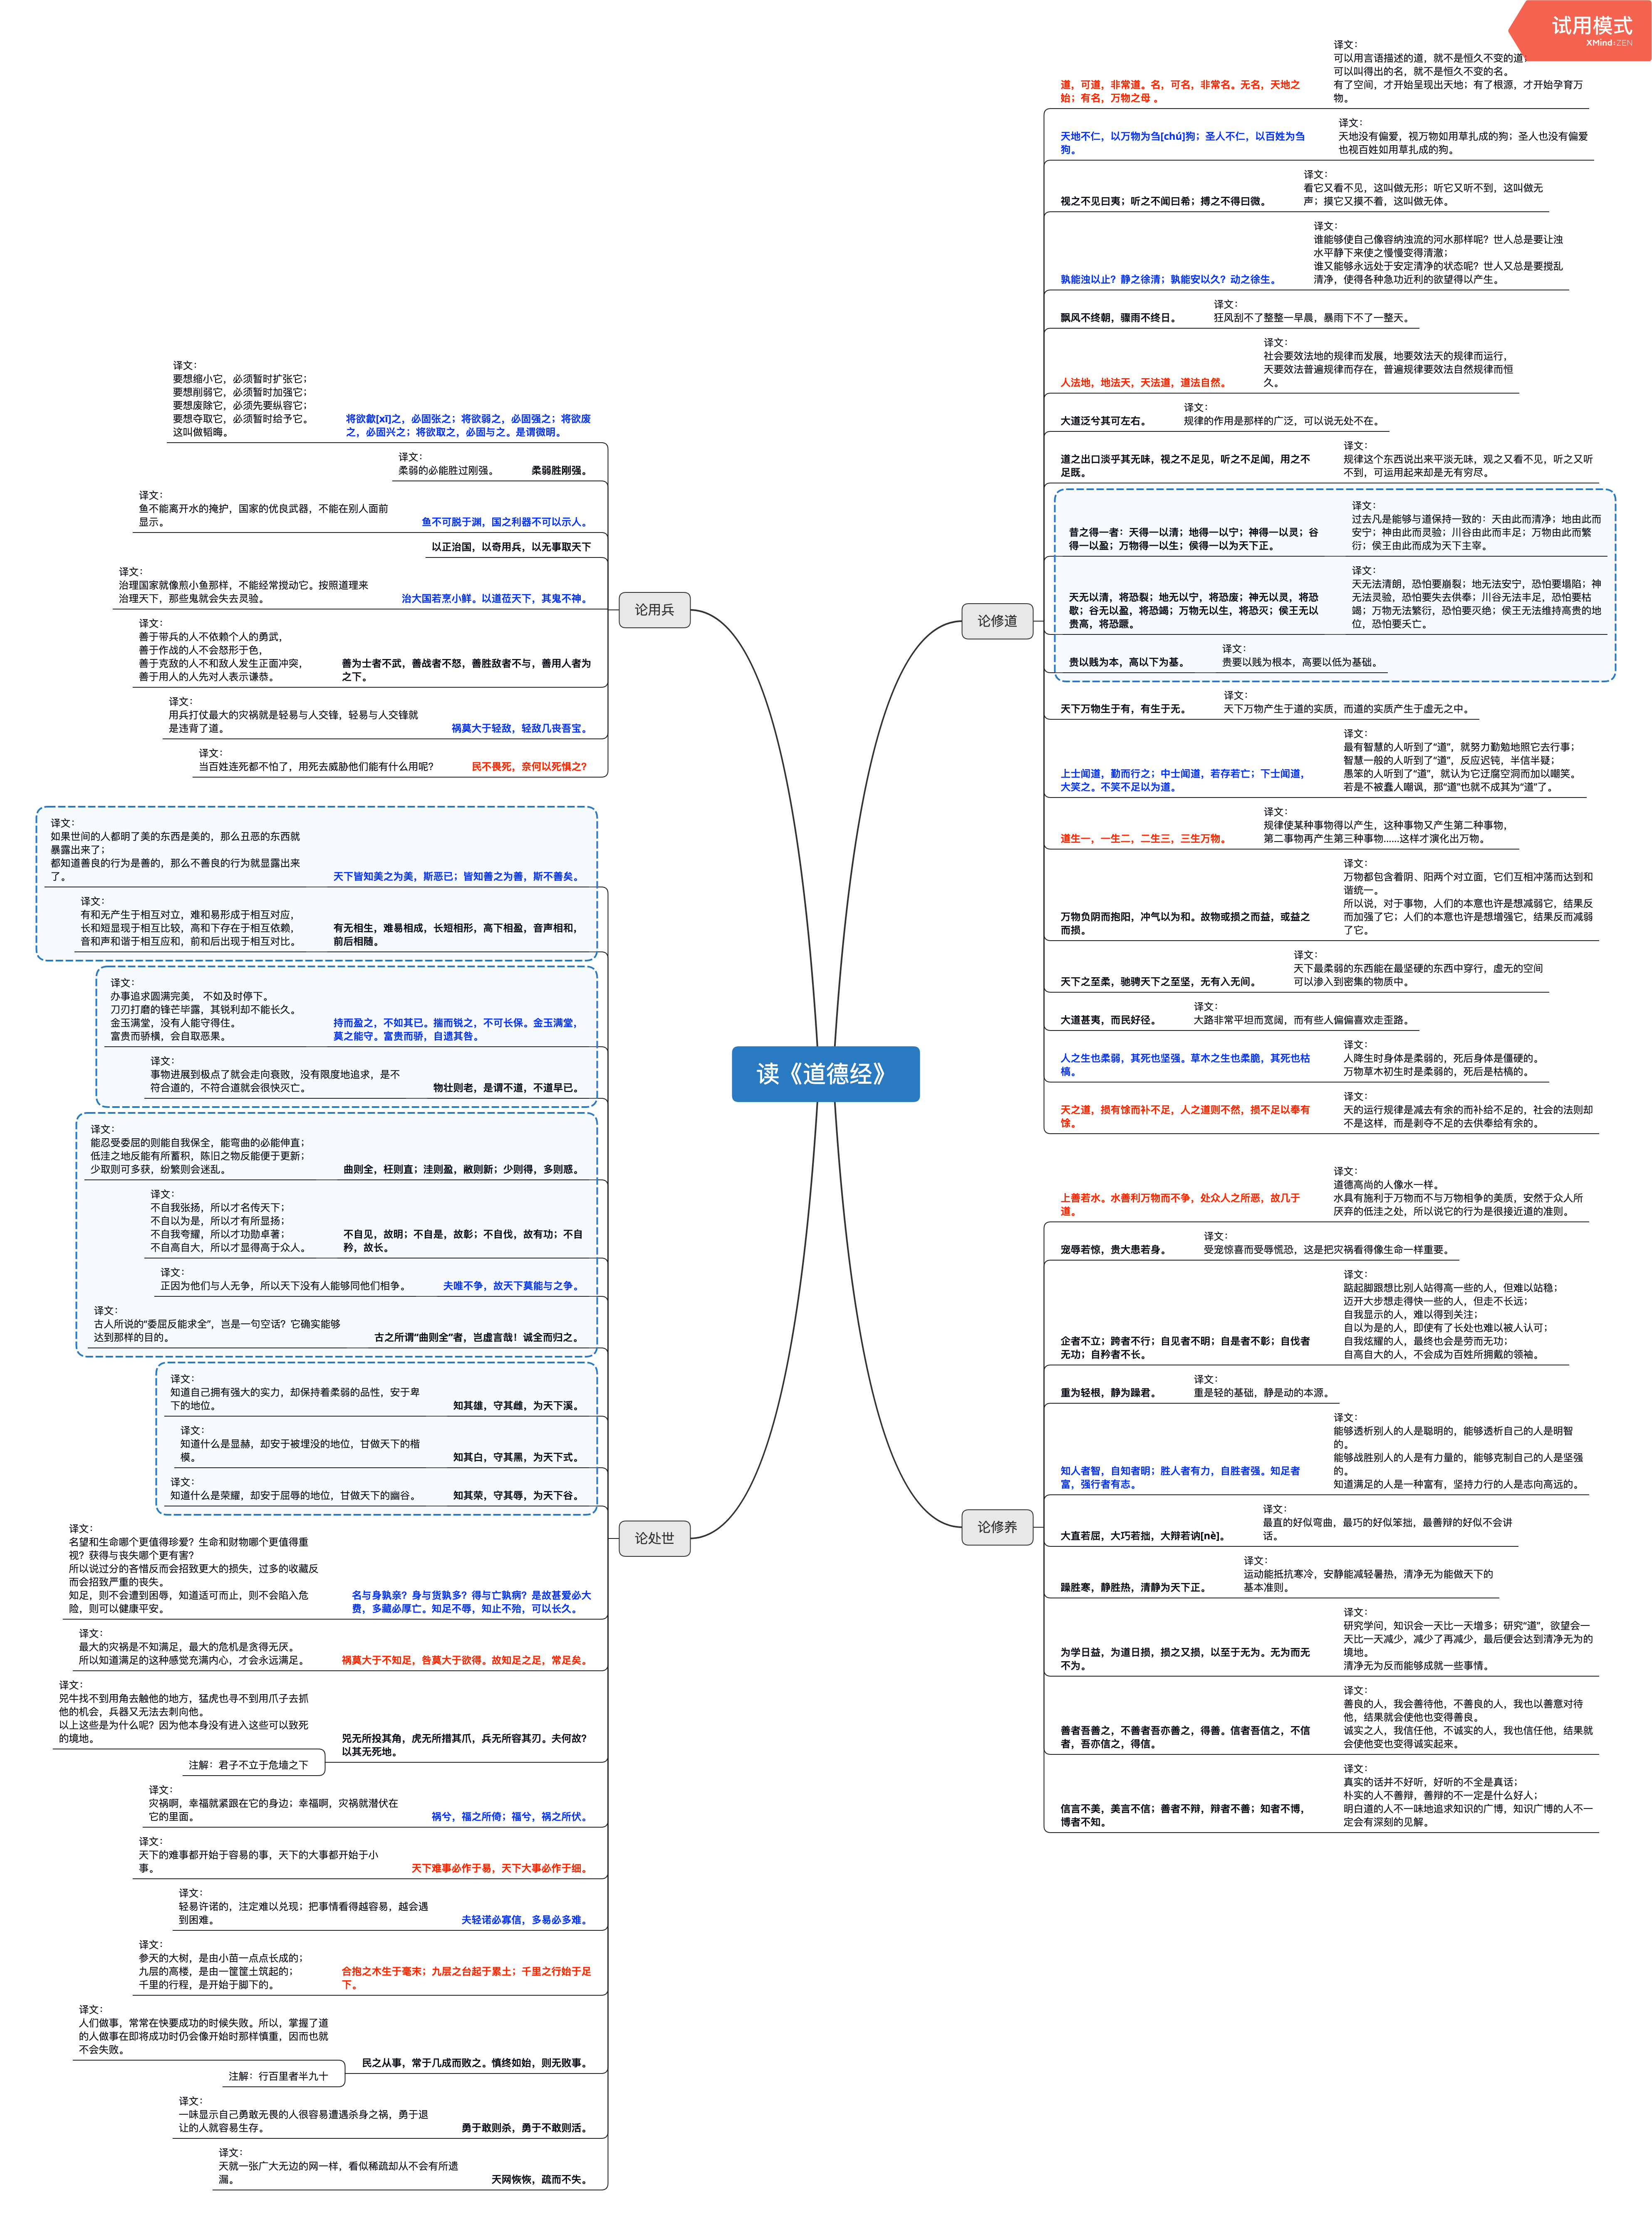 试用模式
XMind:ZEN
读《道德经》
论修道
道，可道，非常道。名，可名，非常名。无名，天地之
始；有名，万物之母 。
译文：
可以用言语描述的道，就不是恒久不变的道
可以叫得出的名，就不是恒久不变的名。
有了空间，才开始呈现出天地；有了根源，才开始孕育万
物。
天地不仁，以万物为刍[chú]狗；圣人不仁，以百姓为刍
狗。
译文：
天地没有偏爱，视万物如用草扎成的狗；圣人也没有偏爱
也视百姓如用草扎成的狗。
视之不见曰夷；听之不闻曰希；搏之不得曰微。
译文：
看它又看不见，这叫做无形；听它又听不到，这叫做无
声；摸它又摸不着，这叫做无体。
孰能浊以止？静之徐清；孰能安以久？动之徐生。
译文：
谁能够使自己像容纳浊流的河水那样呢？世人总是要让浊
水平静下来使之慢慢变得清澈；
谁又能够永远处于安定清净的状态呢？世人又总是要搅乱
清净，使得各种急功近利的欲望得以产生。
飘风不终朝，骤雨不终日。
译文：
狂风刮不了整整一早晨，暴雨下不了一整天。
人法地，地法天，天法道，道法自然。
译文：
社会要效法地的规律而发展，地要效法天的规律而运行，
天要效法普遍规律而存在，普遍规律要效法自然规律而恒
久。
大道泛兮其可左右。
译文：
规律的作用是那样的广泛，可以说无处不在。
道之出口淡乎其无味，视之不足见，听之不足闻，用之不
足既。
译文：
规律这个东西说出来平淡无味，观之又看不见，听之又听
不到，可运用起来却是无有穷尽。
昔之得一者：天得一以清；地得一以宁；神得一以灵；谷
得一以盈；万物得一以生；侯得一以为天下正。
译文：
过去凡是能够与道保持一致的：天由此而清净；地由此而
安宁；神由此而灵验；川谷由此而丰足；万物由此而繁
衍；侯王由此而成为天下主宰。
天无以清，将恐裂；地无以宁，将恐废；神无以灵，将恐
歇；谷无以盈，将恐竭；万物无以生，将恐灭；侯王无以
贵高，将恐蹶。
译文：
天无法清朗，恐怕要崩裂；地无法安宁，恐怕要塌陷；神
无法灵验，恐怕要失去供奉；川谷无法丰足，恐怕要枯
竭；万物无法繁衍，恐怕要灭绝；侯王无法维持高贵的地
位，恐怕要夭亡。
贵以贱为本，高以下为基。
译文：
贵要以贱为根本，高要以低为基础。
天下万物生于有，有生于无。
译文：
天下万物产生于道的实质，而道的实质产生于虚无之中。
上士闻道，勤而行之；中士闻道，若存若亡；下士闻道，
大笑之。不笑不足以为道。
译文：
最有智慧的人听到了“道”，就努力勤勉地照它去行事；
智慧一般的人听到了“道”，反应迟钝，半信半疑；
愚笨的人听到了“道”，就认为它迂腐空洞而加以嘲笑。
若是不被蠢人嘲讽，那“道”也就不成其为“道”了。
道生一，一生二，二生三，三生万物。
译文：
规律使某种事物得以产生，这种事物又产生第二种事物，
第二事物再产生第三种事物……这样才演化出万物。
万物负阴而抱阳，冲气以为和。故物或损之而益，或益之
而损。
译文：
万物都包含着阴、阳两个对立面，它们互相冲荡而达到和
谐统一。
所以说，对于事物，人们的本意也许是想减弱它，结果反
而加强了它；人们的本意也许是想增强它，结果反而减弱
了它。
天下之至柔，驰骋天下之至坚，无有入无间。
译文：
天下最柔弱的东西能在最坚硬的东西中穿行，虚无的空间
可以渗入到密集的物质中。
大道甚夷，而民好径。
译文：
大路非常平坦而宽阔，而有些人偏偏喜欢走歪路。
人之生也柔弱，其死也坚强。草木之生也柔脆，其死也枯
槁。
译文：
人降生时身体是柔弱的，死后身体是僵硬的。
万物草木初生时是柔弱的，死后是枯槁的。
天之道，损有馀而补不足，人之道则不然，损不足以奉有
馀。
译文：
天的运行规律是减去有余的而补给不足的，社会的法则却
不是这样，而是剥夺不足的去供奉给有余的。
论修养
上善若水。水善利万物而不争，处众人之所恶，故几于
道。
译文：
道德高尚的人像水一样。
水具有施利于万物而不与万物相争的美质，安然于众人所
厌弃的低洼之处，所以说它的行为是很接近道的准则。
宠辱若惊，贵大患若身。
译文：
受宠惊喜而受辱慌恐，这是把灾祸看得像生命一样重要。
企者不立；跨者不行；自见者不明；自是者不彰；自伐者
无功；自矜者不长。
译文：
踮起脚跟想比别人站得高一些的人，但难以站稳；
迈开大步想走得快一些的人，但走不长远；
自我显示的人，难以得到关注；
自以为是的人，即使有了长处也难以被人认可；
自我炫耀的人，最终也会是劳而无功；
自高自大的人，不会成为百姓所拥戴的领袖。
重为轻根，静为躁君。
译文：
重是轻的基础，静是动的本源。
知人者智，自知者明；胜人者有力，自胜者强。知足者
富，强行者有志。
译文：
能够透析别人的人是聪明的，能够透析自己的人是明智
的。
能够战胜别人的人是有力量的，能够克制自己的人是坚强
的。
知道满足的人是一种富有，坚持力行的人是志向高远的。
大直若屈，大巧若拙，大辩若讷[nè]。
译文：
最直的好似弯曲，最巧的好似笨拙，最善辩的好似不会讲
话。
躁胜寒，静胜热，清静为天下正。
译文：
运动能抵抗寒冷，安静能减轻暑热，清净无为能做天下的
基本准则。
为学日益，为道日损，损之又损，以至于无为。无为而无
不为。
译文：
研究学问，知识会一天比一天增多；研究“道”，欲望会一
天比一天减少，减少了再减少，最后便会达到清净无为的
境地。
清净无为反而能够成就一些事情。
善者吾善之，不善者吾亦善之，得善。信者吾信之，不信
者，吾亦信之，得信。
译文：
善良的人，我会善待他，不善良的人，我也以善意对待
他，结果就会使他也变得善良。
诚实之人，我信任他，不诚实的人，我也信任他，结果就
会使他变也变得诚实起来。
信言不美，美言不信；善者不辩，辩者不善；知者不博，
博者不知。
译文：
真实的话并不好听，好听的不全是真话；
朴实的人不善辩，善辩的不一定是什么好人；
明白道的人不一味地追求知识的广博，知识广博的人不一
定会有深刻的见解。
论用兵
将欲歙[xī]之，必固张之；将欲弱之，必固强之；将欲废
之，必固兴之；将欲取之，必固与之。是谓微明。
译文：
要想缩小它，必须暂时扩张它；
要想削弱它，必须暂时加强它；
要想废除它，必须先要纵容它；
要想夺取它，必须暂时给予它。
这叫做韬晦。
柔弱胜刚强。
译文：
柔弱的必能胜过刚强。
鱼不可脱于渊，国之利器不可以示人。
译文：
鱼不能离开水的掩护，国家的优良武器，不能在别人面前
显示。
以正治国，以奇用兵，以无事取天下
治大国若烹小鲜。以道莅天下，其鬼不神。
译文：
治理国家就像煎小鱼那样，不能经常搅动它。按照道理来
治理天下，那些鬼就会失去灵验。
善为士者不武，善战者不怒，善胜敌者不与，善用人者为
之下。
译文：
善于带兵的人不依赖个人的勇武，
善于作战的人不会怒形于色，
善于克敌的人不和敌人发生正面冲突，
善于用人的人先对人表示谦恭。
祸莫大于轻敌，轻敌几丧吾宝。
译文：
用兵打仗最大的灾祸就是轻易与人交锋，轻易与人交锋就
是违背了道。
民不畏死，奈何以死惧之？
译文：
当百姓连死都不怕了，用死去威胁他们能有什么用呢？
论处世
天下皆知美之为美，斯恶已；皆知善之为善，斯不善矣。
译文：
如果世间的人都明了美的东西是美的，那么丑恶的东西就
暴露出来了；
都知道善良的行为是善的，那么不善良的行为就显露出来
了。
有无相生，难易相成，长短相形，高下相盈，音声相和，
前后相随。
译文：
有和无产生于相互对立，难和易形成于相互对应，
长和短显现于相互比较，高和下存在于相互依赖，
音和声和谐于相互应和，前和后出现于相互对比。
持而盈之，不如其已。揣而锐之，不可长保。金玉满堂，
莫之能守。富贵而骄，自遗其咎。
译文：
办事追求圆满完美， 不如及时停下。
刀刃打磨的锋芒毕露，其锐利却不能长久。
金玉满堂，没有人能守得住。
富贵而骄横，会自取恶果。
物壮则老，是谓不道，不道早已。
译文：
事物进展到极点了就会走向衰败，没有限度地追求，是不
符合道的，不符合道就会很快灭亡。
曲则全，枉则直；洼则盈，敝则新；少则得，多则惑。
译文：
能忍受委屈的则能自我保全，能弯曲的必能伸直；
低洼之地反能有所蓄积，陈旧之物反能便于更新；
少取则可多获，纷繁则会迷乱。
不自见，故明；不自是，故彰；不自伐，故有功；不自
矜，故长。
译文：
不自我张扬，所以才名传天下；
不自以为是，所以才有所显扬；
不自我夸耀，所以才功勋卓著；
不自高自大，所以才显得高于众人。
夫唯不争，故天下莫能与之争。
译文：
正因为他们与人无争，所以天下没有人能够同他们相争。
古之所谓“曲则全”者，岂虚言哉！诚全而归之。
译文：
古人所说的“委屈反能求全”，岂是一句空话？它确实能够
达到那样的目的。
知其雄，守其雌，为天下溪。
译文：
知道自己拥有强大的实力，却保持着柔弱的品性，安于卑
下的地位。
知其白，守其黑，为天下式。
译文：
知道什么是显赫，却安于被埋没的地位，甘做天下的楷
模。
知其荣，守其辱，为天下谷。
译文：
知道什么是荣耀，却安于屈辱的地位，甘做天下的幽谷。
名与身孰亲？身与货孰多？得与亡孰病？是故甚爱必大
费，多藏必厚亡。知足不辱，知止不殆，可以长久。
译文：
名望和生命哪个更值得珍爱？生命和财物哪个更值得重
视？获得与丧失哪个更有害？
所以说过分的吝惜反而会招致更大的损失，过多的收藏反
而会招致严重的丧失。
知足，则不会遭到困辱，知道适可而止，则不会陷入危
险，则可以健康平安。
祸莫大于不知足，咎莫大于欲得。故知足之足，常足矣。
译文：
最大的灾祸是不知满足，最大的危机是贪得无厌。
所以知道满足的这种感觉充满内心，才会永远满足。
兕无所投其角，虎无所措其爪，兵无所容其刃。夫何故？
以其无死地。
译文：
兕牛找不到用角去触他的地方，猛虎也寻不到用爪子去抓
他的机会，兵器又无法去刺向他。
以上这些是为什么呢？因为他本身没有进入这些可以致死
的境地。
注解：君子不立于危墙之下
祸兮，福之所倚；福兮，祸之所伏。
译文：
灾祸啊，幸福就紧跟在它的身边；幸福啊，灾祸就潜伏在
它的里面。
天下难事必作于易，天下大事必作于细。
译文：
天下的难事都开始于容易的事，天下的大事都开始于小
事。
夫轻诺必寡信，多易必多难。
译文：
轻易许诺的，注定难以兑现；把事情看得越容易，越会遇
到困难。
合抱之木生于毫末；九层之台起于累土；千里之行始于足
下。
译文：
参天的大树，是由小苗一点点长成的；
九层的高楼，是由一筐筐土筑起的；
千里的行程，是开始于脚下的。
民之从事，常于几成而败之。慎终如始，则无败事。
译文：
人们做事，常常在快要成功的时候失败。所以，掌握了道
的人做事在即将成功时仍会像开始时那样慎重，因而也就
不会失败。
注解：行百里者半九十
勇于敢则杀，勇于不敢则活。
译文：
一味显示自己勇敢无畏的人很容易遭遇杀身之祸，勇于退
让的人就容易生存。
天网恢恢，疏而不失。
译文：
天就一张广大无边的网一样，看似稀疏却从不会有所遗
漏。